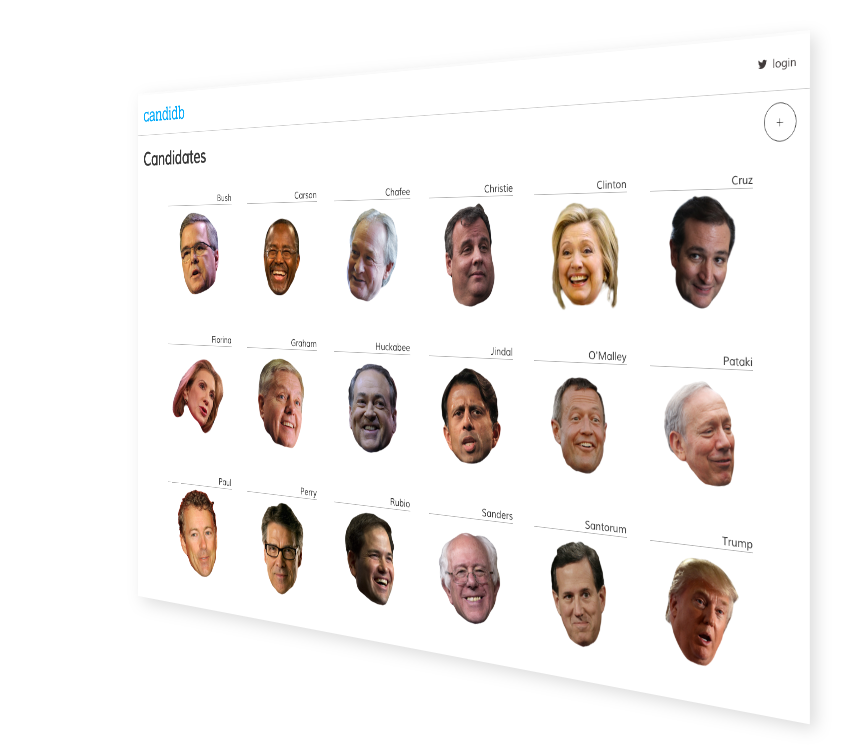 login
candidb
+
Candidates
Bush Carson Chafee Christie Clinton Cruz
Fiorina Graham Huckabee Jindal O'Malley Pataki
Paul Perry Rubio Sanders Santorum Trump